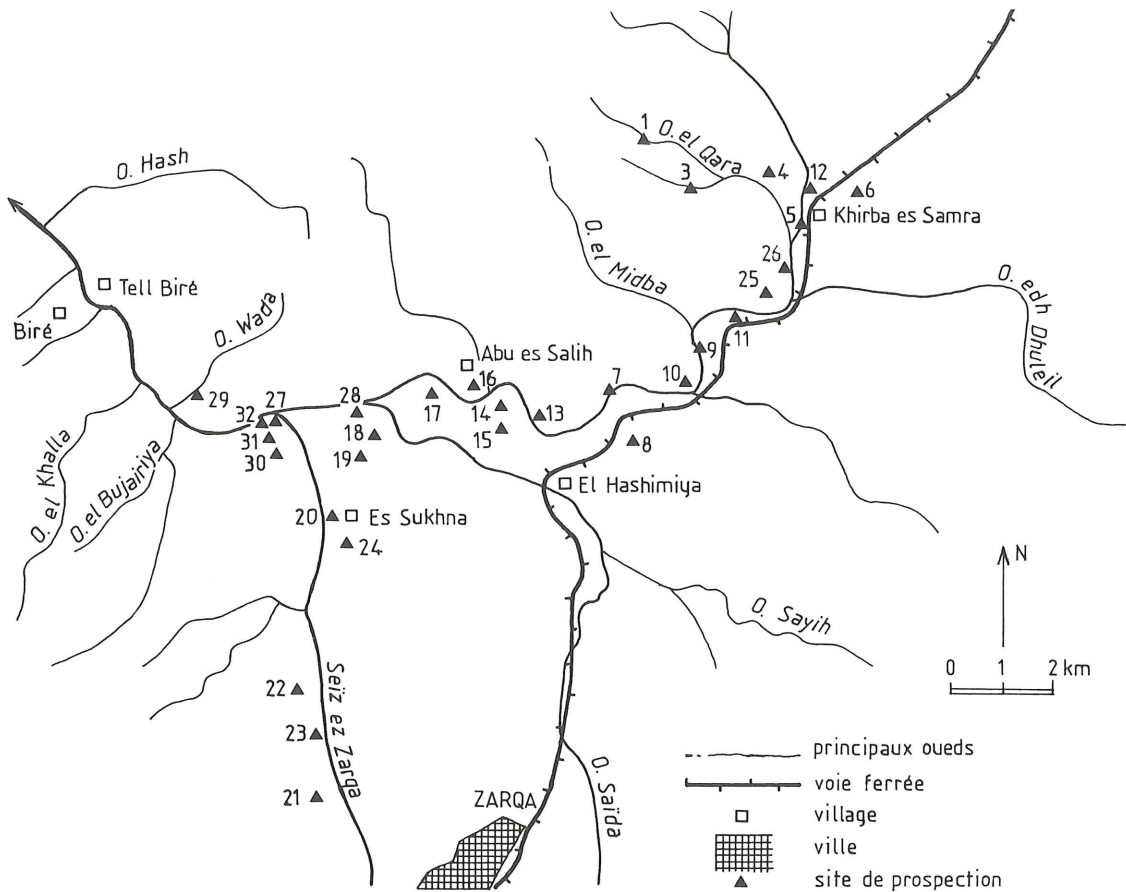 1
O. el Qara
3
4
12
6
5
Khirba es Samra
O. Hash
O. el Midba
26
25
O. edh Dhuleil
Tell Biré
Biré
O. Wada
11
9
Abu es Salih
10
7
16
29
27
28
17
14
13
32
31
30
18
15
19
8
O. el Khalla
O. el Bujairiya
El Hashimiya
20
Es Sukhna
24
N
O. Sayih
0 1 2 km
22
Seïz ez Zarqa
23
21
ZARQA
O. Saïda
principaux oueds
voie ferrée
village
ville
site de prospection